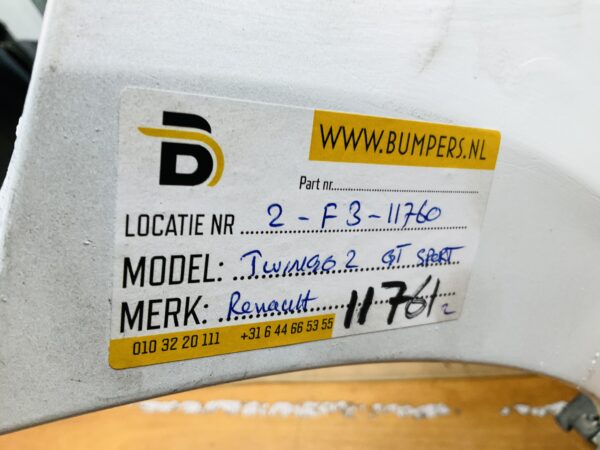 B
WWW.BUMPERS.NL
Part nr.
LOCATIE NR 2 - F3 - 11760
MODEL: Twingo 2 GT SPORT
MERK: Renault 11761 2
010 32 20 111 +31 6 44 66 53 55